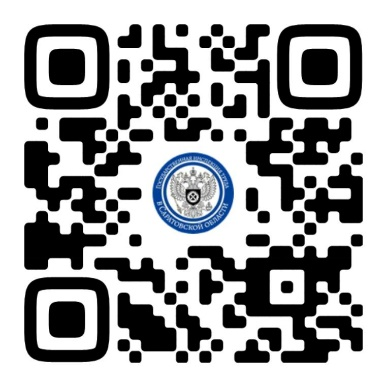 ГОСУДАРСТВЕННАЯ ИНСПЕКЦИЯ ТРУДА
В САРАТОВСКОЙ ОБЛАСТИ